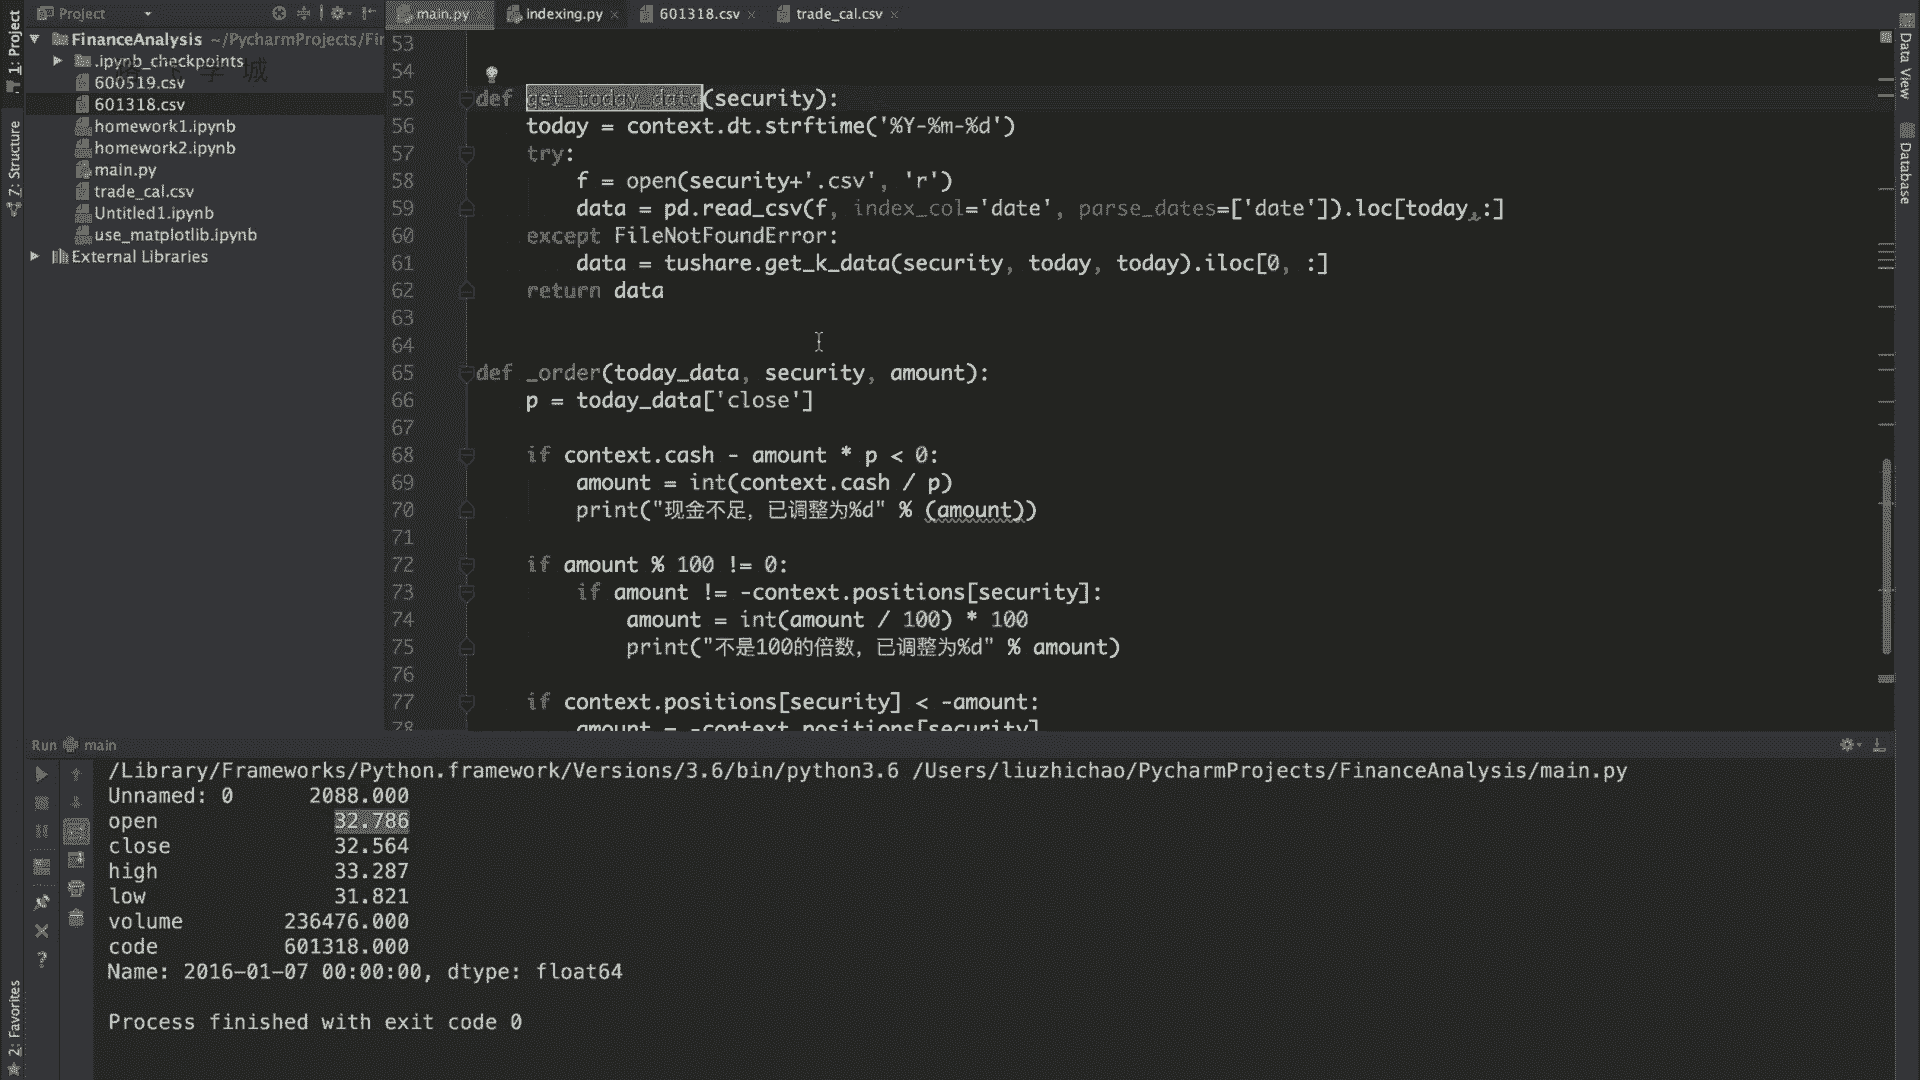 Project
main.py
indexing.py
601318.csv
trade_cal.csv
1: Project
Z: Structure
2: Favorites
Data View
Database
FinanceAnalysis ~/PycharmProjects/Fir
.ipynb_checkpoints
600519.csv
601318.csv
homework1.ipynb
homework2.ipynb
main.py
trade_cal.csv
Untitled1.ipynb
use_matplotlib.ipynb
External Libraries
53
54
55 def get_today_data(security):
56 today = context.dt.strftime('%Y-%m-%d')
57 try:
58 f = open(security+'.csv', 'r')
59 data = pd.read_csv(f, index_col='date', parse_dates=['date']).loc[today,:]
60 except FileNotFoundError:
61 data = tushare.get_k_data(security, today, today).iloc[0, :]
62 return data
63
64
65 def _order(today_data, security, amount):
66 p = today_data['close']
67
68 if context.cash - amount * p < 0:
69 amount = int(context.cash / p)
70 print("现金不足，已调整为%d" % (amount))
71
72 if amount % 100 != 0:
73 if amount != -context.positions[security]:
74 amount = int(amount / 100) * 100
75 print("不是100的倍数，已调整为%d" % amount)
76
77 if context.positions[security] < -amount:
78 amount = -context.positions[security]
Run main
/Library/Frameworks/Python.framework/Versions/3.6/bin/python3.6 /Users/liuzhichao/PycharmProjects/FinanceAnalysis/main.py
Unnamed: 0 2088.000
open 32.786
close 32.564
high 33.287
low 31.821
volume 236476.000
code 601318.000
Name: 2016-01-07 00:00:00, dtype: float64
Process finished with exit code 0